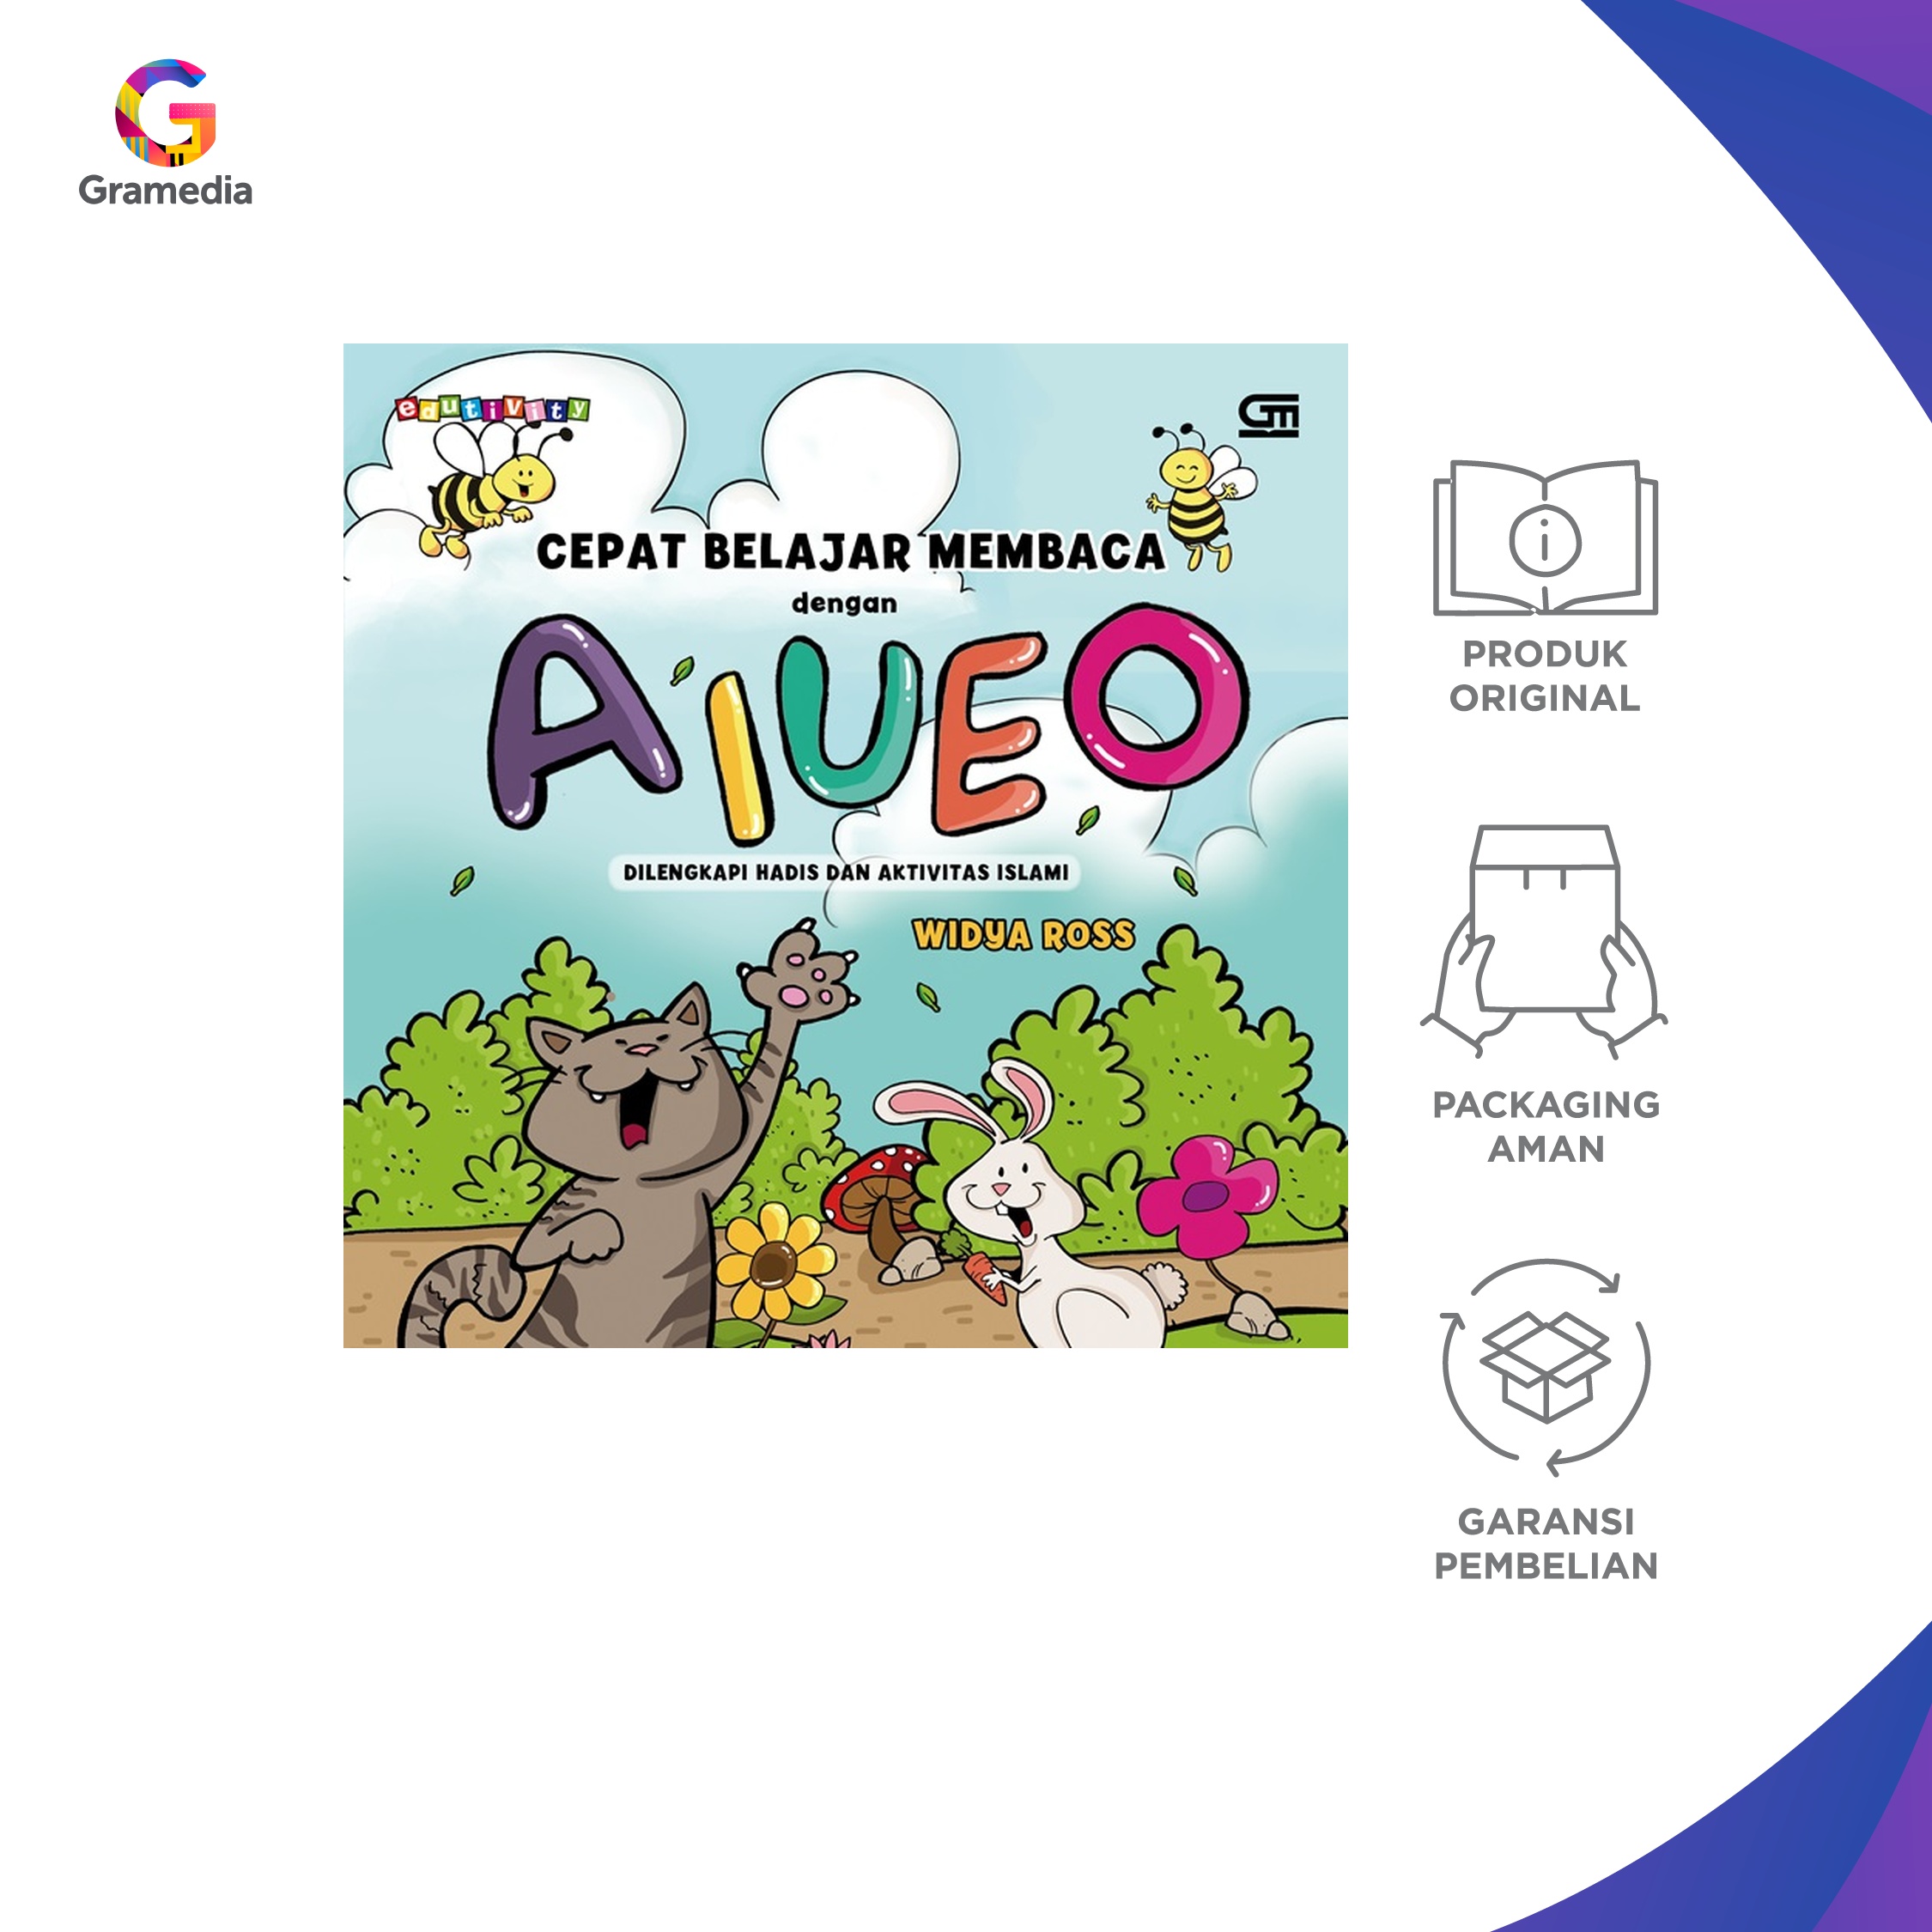 Gramedia
edutivity
GM
CEPAT BELAJAR MEMBACA
dengan
AIUEO
DILENGKAPI HADIS DAN AKTIVITAS ISLAMI
WIDYA ROSS
PRODUK
ORIGINAL
PACKAGING
AMAN
GARANSI
PEMBELIAN